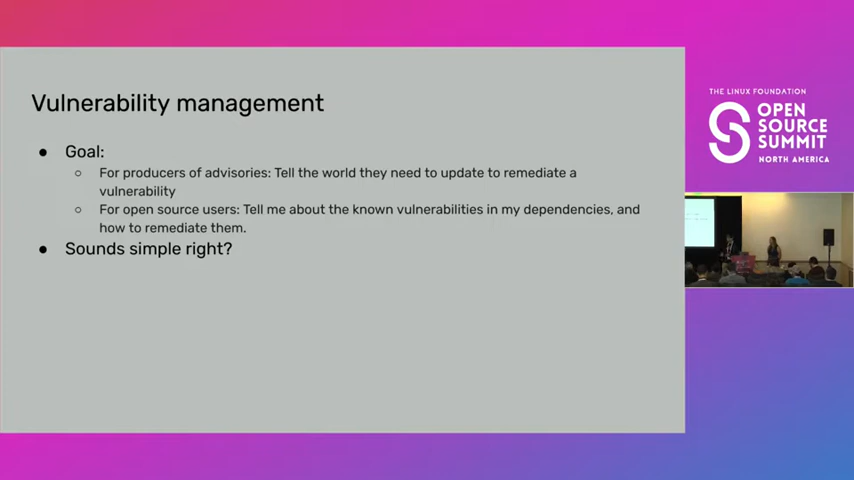 Vulnerability management
● Goal:
○ For producers of advisories: Tell the world they need to update to remediate a
vulnerability
○ For open source users: Tell me about the known vulnerabilities in my dependencies, and
how to remediate them.
● Sounds simple right?
THE LINUX FOUNDATION
OPEN
SOURCE
SUMMIT
NORTH AMERICA